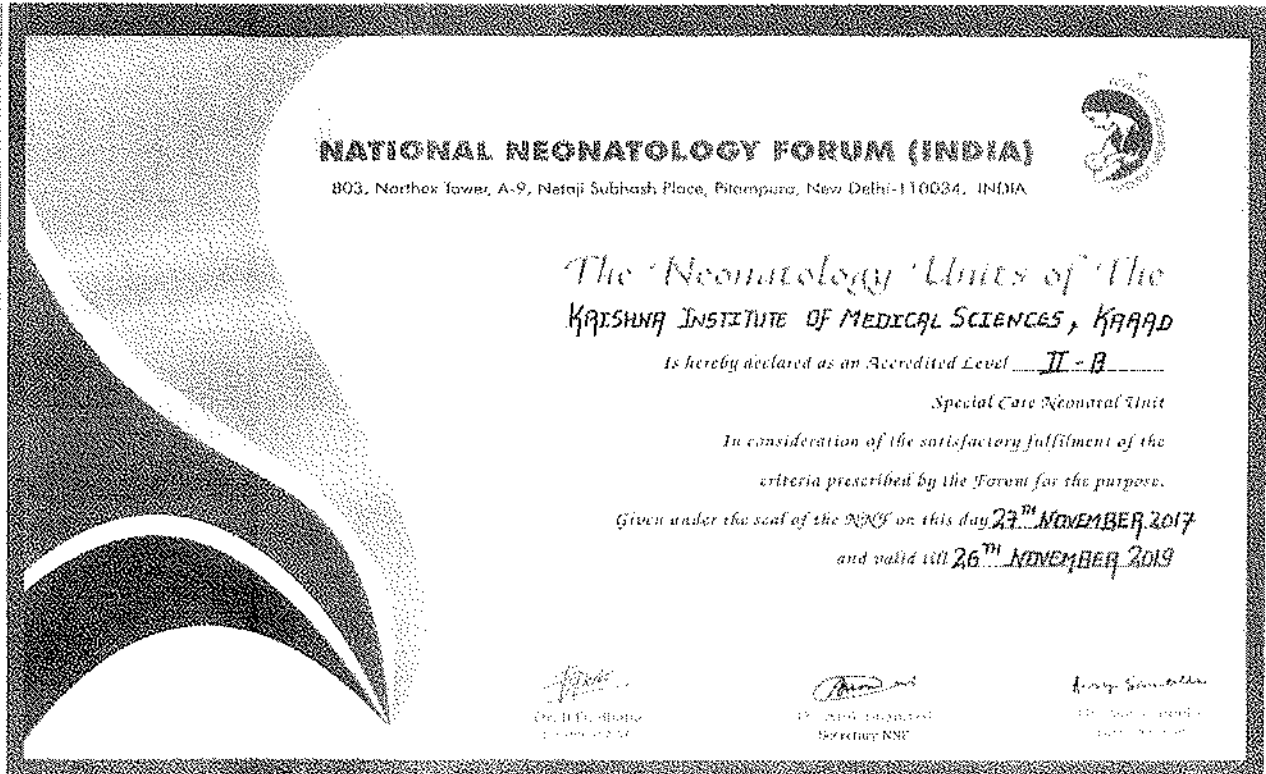 NATIONAL NEONATOLOGY FORUM (INDIA)
803, Northex Tower, A-9, Netaji Subhash Place, Pitampura, New Delhi-110034. INDIA
The Neonatology Units of The
KRISHNA INSTITUTE OF MEDICAL SCIENCES, KARAD
Is hereby declared as an Accredited Level II-B
Special Care Neonatal Unit
In consideration of the satisfactory fulfilment of the
criteria prescribed by the Forum for the purpose.
Given under the seal of the NNF on this day 27TH NOVEMBER 2017
and valid till 26TH NOVEMBER 2019
Secretary NNF